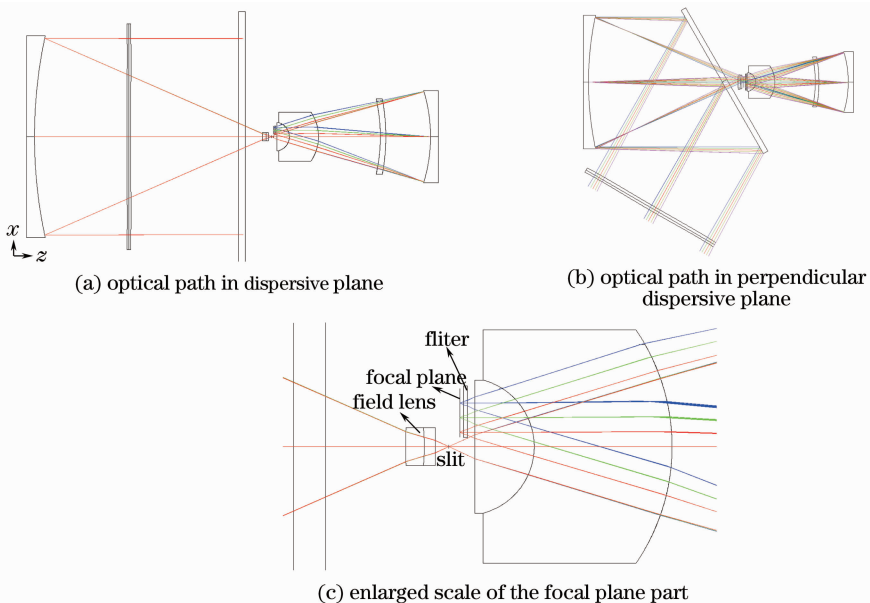 x
z
(a) optical path in dispersive plane
(b) optical path in perpendicular
dispersive plane
fliter
focal plane
field lens
slit
(c) enlarged scale of the focal plane part